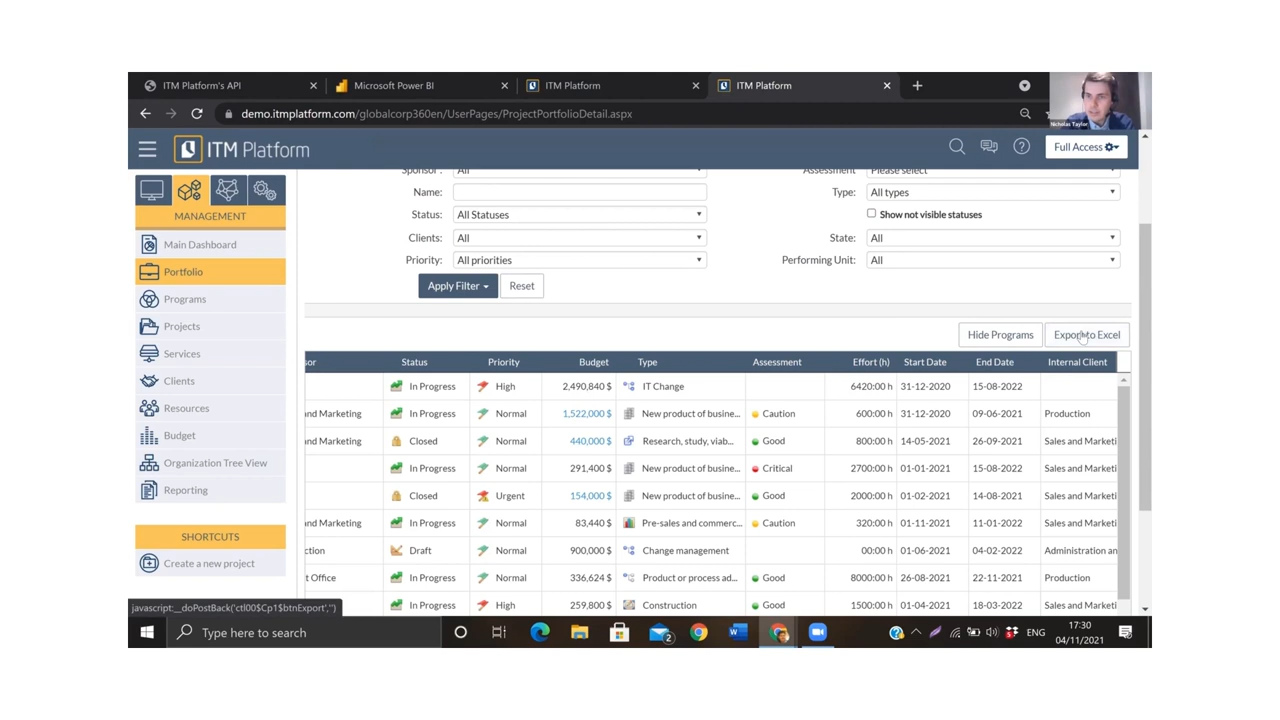 ITM Platform's API
Microsoft Power BI
ITM Platform
ITM Platform
Nicholas Taylor
demo.itmplatform.com/globalcorp360en/UserPages/ProjectPortfolioDetail.aspx
ITM Platform
Full Access
MANAGEMENT
Main Dashboard
Portfolio
Programs
Projects
Services
Clients
Resources
Budget
Organization Tree View
Reporting
SHORTCUTS
Create a new project
Sponsor : All
Assessment Please select
Name:
Type: All types
Status: All Statuses
Show not visible statuses
Clients: All
State: All
Priority: All priorities
Performing Unit: All
Apply Filter
Reset
Hide Programs
Export to Excel
or Status Priority Budget Type Assessment Effort (h) Start Date End Date Internal Client
In Progress High 2,490,840 $ IT Change 6420:00 h 31-12-2020 15-08-2022
nd Marketing In Progress Normal 1,522,000 $ New product of busine... Caution 600:00 h 31-12-2020 09-06-2021 Production
nd Marketing Closed Normal 440,000 $ Research, study, viab... Good 800:00 h 14-05-2021 26-09-2021 Sales and Marketi
In Progress Normal 291,400 $ New product of busine... Critical 2700:00 h 01-01-2021 15-08-2022 Sales and Marketi
Closed Urgent 154,000 $ New product of busine... Good 2000:00 h 01-02-2021 14-08-2021 Sales and Marketi
nd Marketing In Progress Normal 83,440 $ Pre-sales and commerc... Caution 320:00 h 01-11-2021 11-01-2022 Sales and Marketi
ction Draft Normal 900,000 $ Change management 00:00 h 01-06-2021 04-02-2022 Administration an
t Office In Progress Normal 336,624 $ Product or process ad... Good 8000:00 h 26-08-2021 22-11-2021 Production
In Progress High 259,800 $ Construction Good 1500:00 h 01-04-2021 18-03-2022 Sales and Marketi
javascript:__doPostBack('ctl00$Cp1$btnExport','')
Type here to search
2
ENG
17:30
04/11/2021